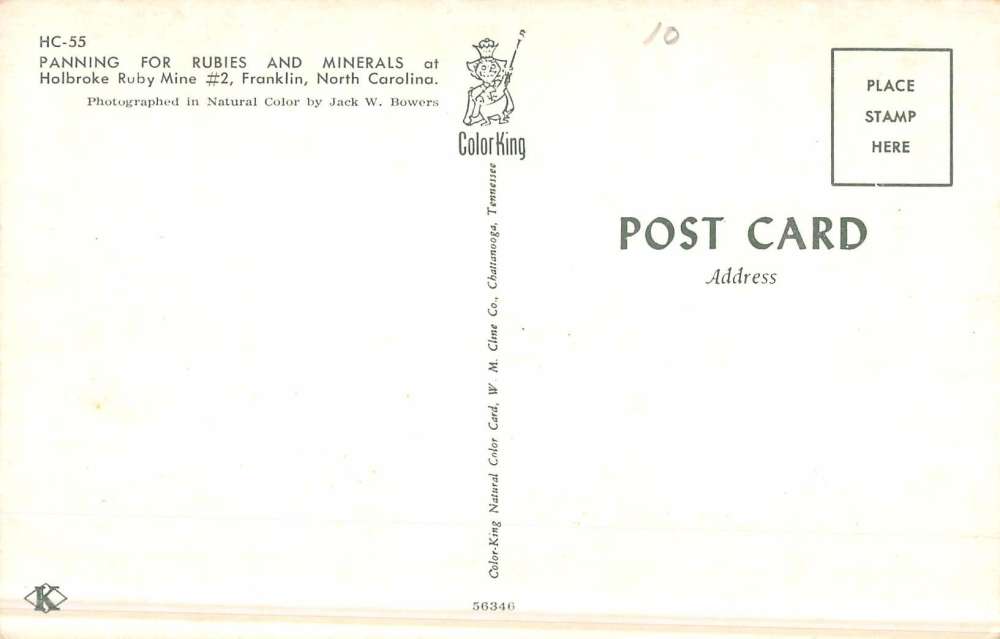 HC-55
PANNING FOR RUBIES AND MINERALS at
Holbroke Ruby Mine #2, Franklin, North Carolina.
Photographed in Natural Color by Jack W. Bowers
ColorKing
Color-King Natural Color Card, W. M. Cline Co., Chattanooga, Tennessee
56346
K
10
PLACE
STAMP
HERE
POST CARD
Address